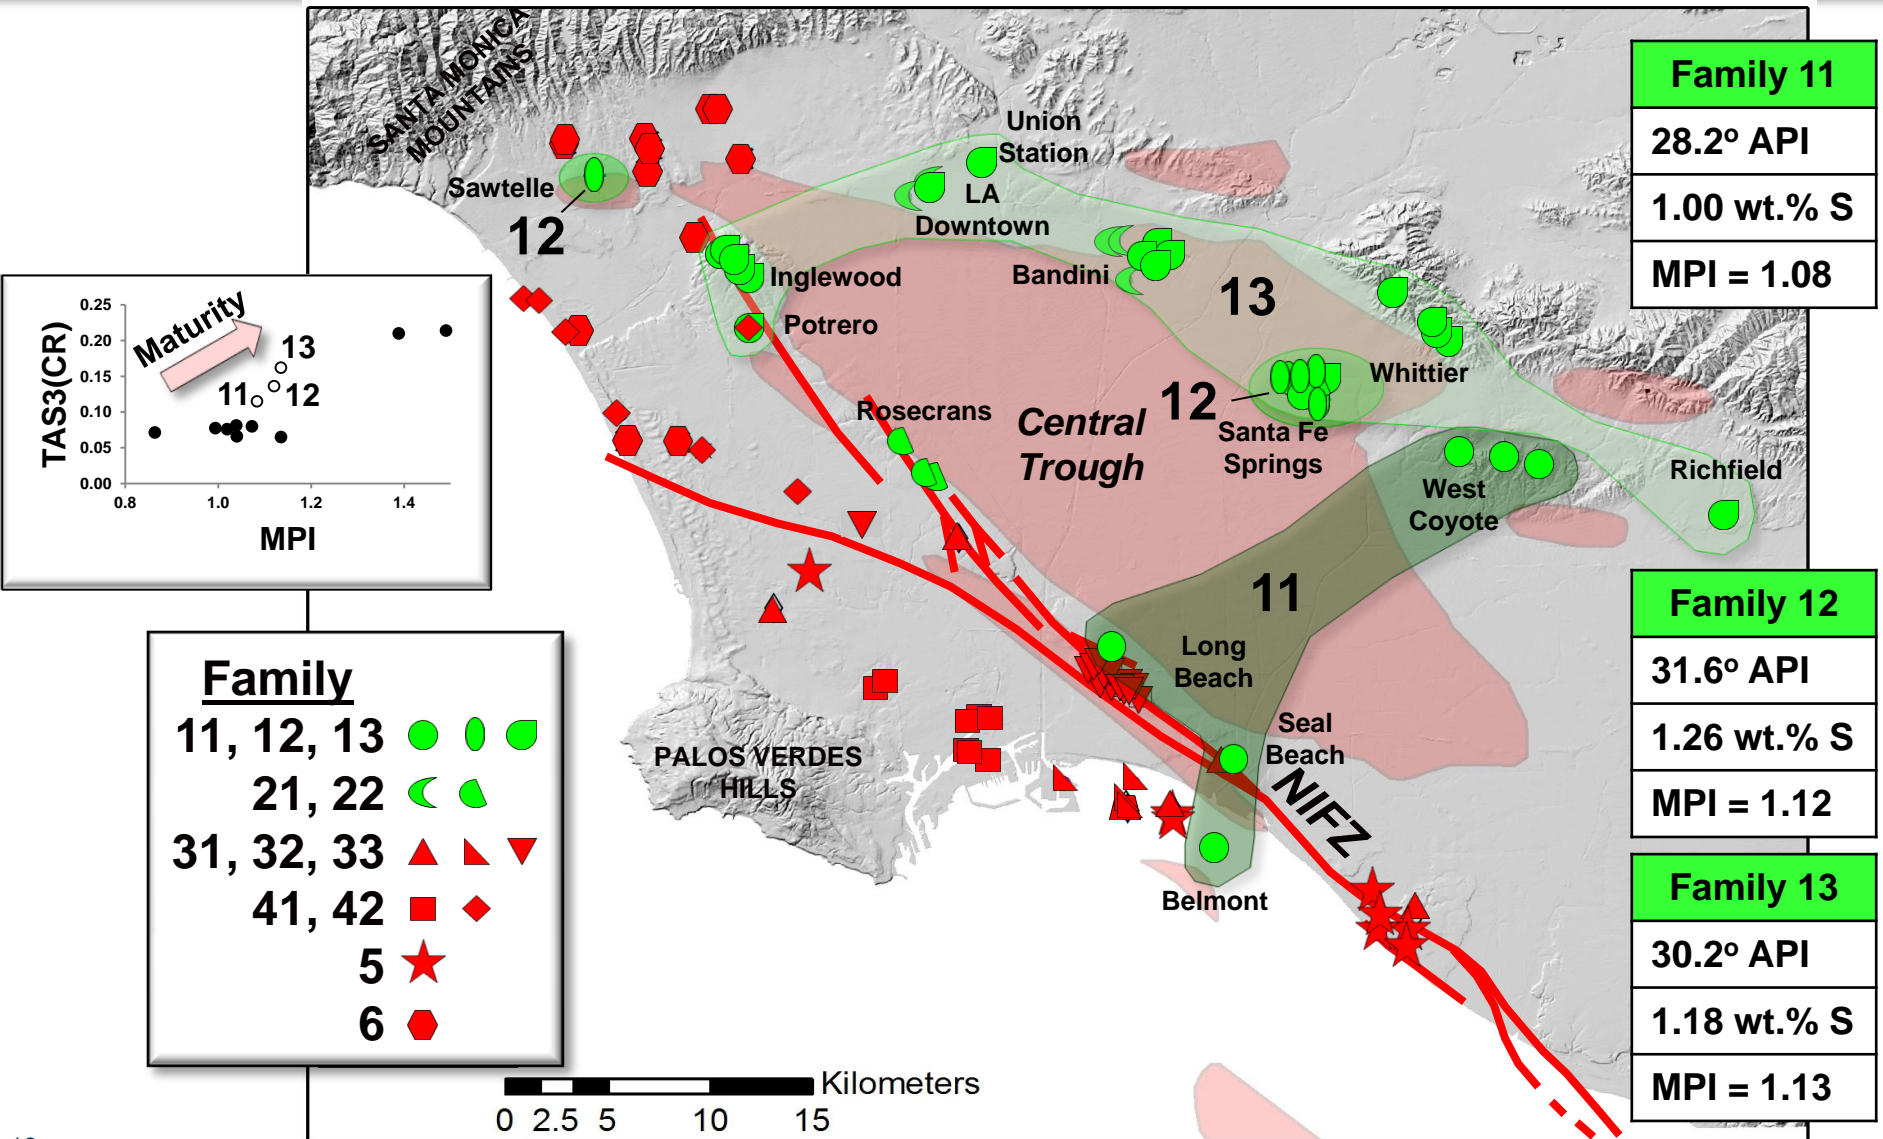 SANTA MONICA
MOUNTAINS
Union
Station
LA
Downtown
Sawtelle
12
Inglewood
Bandini
Potrero
13
Whittier
12
Santa Fe
Springs
Rosecrans
Central
Trough
West
Coyote
Richfield
11
Long
Beach
Seal
Beach
NIFZ
Belmont
PALOS VERDES
HILLS
Family 11
28.2º API
1.00 wt.% S
MPI = 1.08
Family 12
31.6º API
1.26 wt.% S
MPI = 1.12
Family 13
30.2º API
1.18 wt.% S
MPI = 1.13
TAS3(CR)
0.25
0.20
0.15
0.10
0.05
0.00
0.8 1.0 1.2 1.4
MPI
Maturity
13
11 12
Family
11, 12, 13
21, 22
31, 32, 33
41, 42
5
6
Kilometers
0 2.5 5 10 15